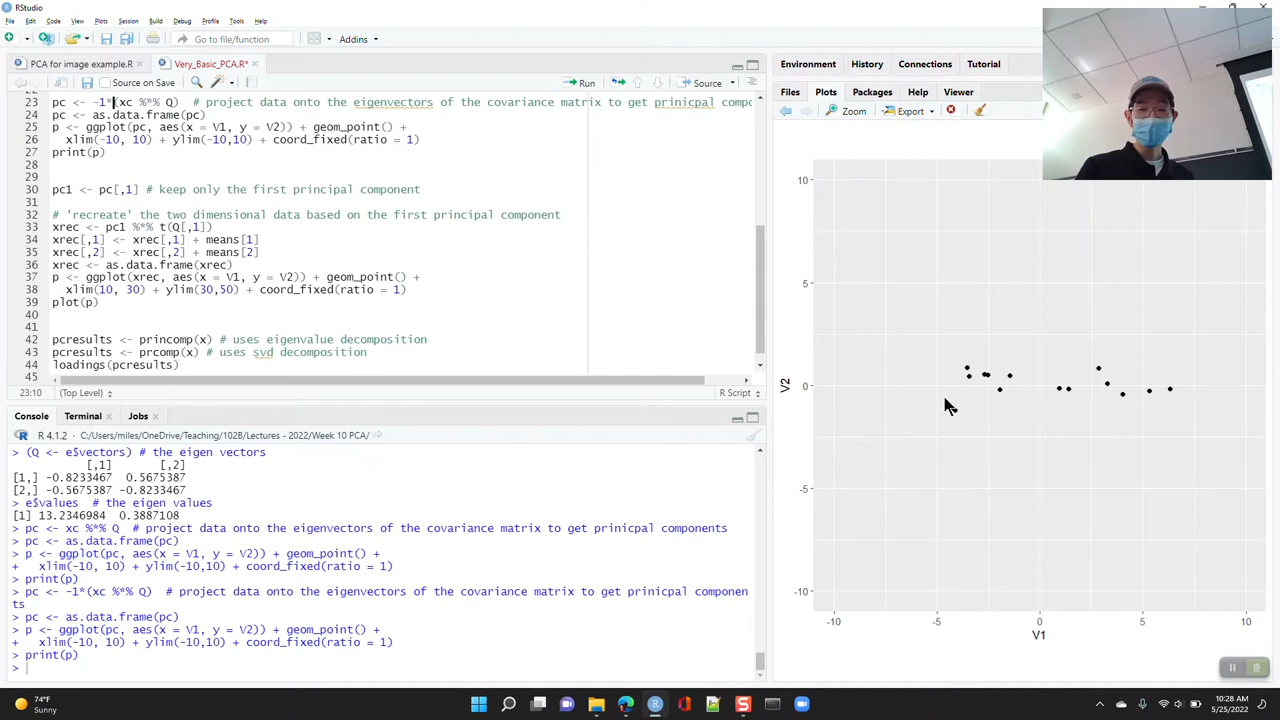 RStudio
File Edit Code View Plots Session Build Debug Profile Tools Help
Go to file/function Addins
PCA for image example.R Very_Basic_PCA.R*
Source on Save Run Source
22
23 pc <- -1*(xc %*% Q) # project data onto the eigenvectors of the covariance matrix to get prinicpal compo
24 pc <- as.data.frame(pc)
25 p <- ggplot(pc, aes(x = V1, y = V2)) + geom_point() +
26 xlim(-10, 10) + ylim(-10,10) + coord_fixed(ratio = 1)
27 print(p)
28
29
30 pc1 <- pc[,1] # keep only the first principal component
31
32 # 'recreate' the two dimensional data based on the first principal component
33 xrec <- pc1 %*% t(Q[,1])
34 xrec[,1] <- xrec[,1] + means[1]
35 xrec[,2] <- xrec[,2] + means[2]
36 xrec <- as.data.frame(xrec)
37 p <- ggplot(xrec, aes(x = V1, y = V2)) + geom_point() +
38 xlim(10, 30) + ylim(30,50) + coord_fixed(ratio = 1)
39 plot(p)
40
41
42 pcresults <- princomp(x) # uses eigenvalue decomposition
43 pcresults <- prcomp(x) # uses svd decomposition
44 loadings(pcresults)
45
23:10 (Top Level) R Script
Console Terminal Jobs
R 4.1.2 · C:/Users/miles/OneDrive/Teaching/102B/Lectures - 2022/Week 10 PCA/
> (Q <- e$vectors) # the eigen vectors
[,1] [,2]
[1,] -0.8233467 0.5675387
[2,] -0.5675387 -0.8233467
> e$values # the eigen values
[1] 13.2346984 0.3887108
> pc <- xc %*% Q # project data onto the eigenvectors of the covariance matrix to get prinicpal components
> pc <- as.data.frame(pc)
> p <- ggplot(pc, aes(x = V1, y = V2)) + geom_point() +
+ xlim(-10, 10) + ylim(-10,10) + coord_fixed(ratio = 1)
> print(p)
> pc <- -1*(xc %*% Q) # project data onto the eigenvectors of the covariance matrix to get prinicpal componen
ts
> pc <- as.data.frame(pc)
> p <- ggplot(pc, aes(x = V1, y = V2)) + geom_point() +
+ xlim(-10, 10) + ylim(-10,10) + coord_fixed(ratio = 1)
> print(p)
>
Environment History Connections Tutorial
Files Plots Packages Help Viewer
Zoom Export
10
5
0
-5
-10
V2
-10 -5 0 5 10
V1
74°F
Sunny
10:28 AM
5/25/2022